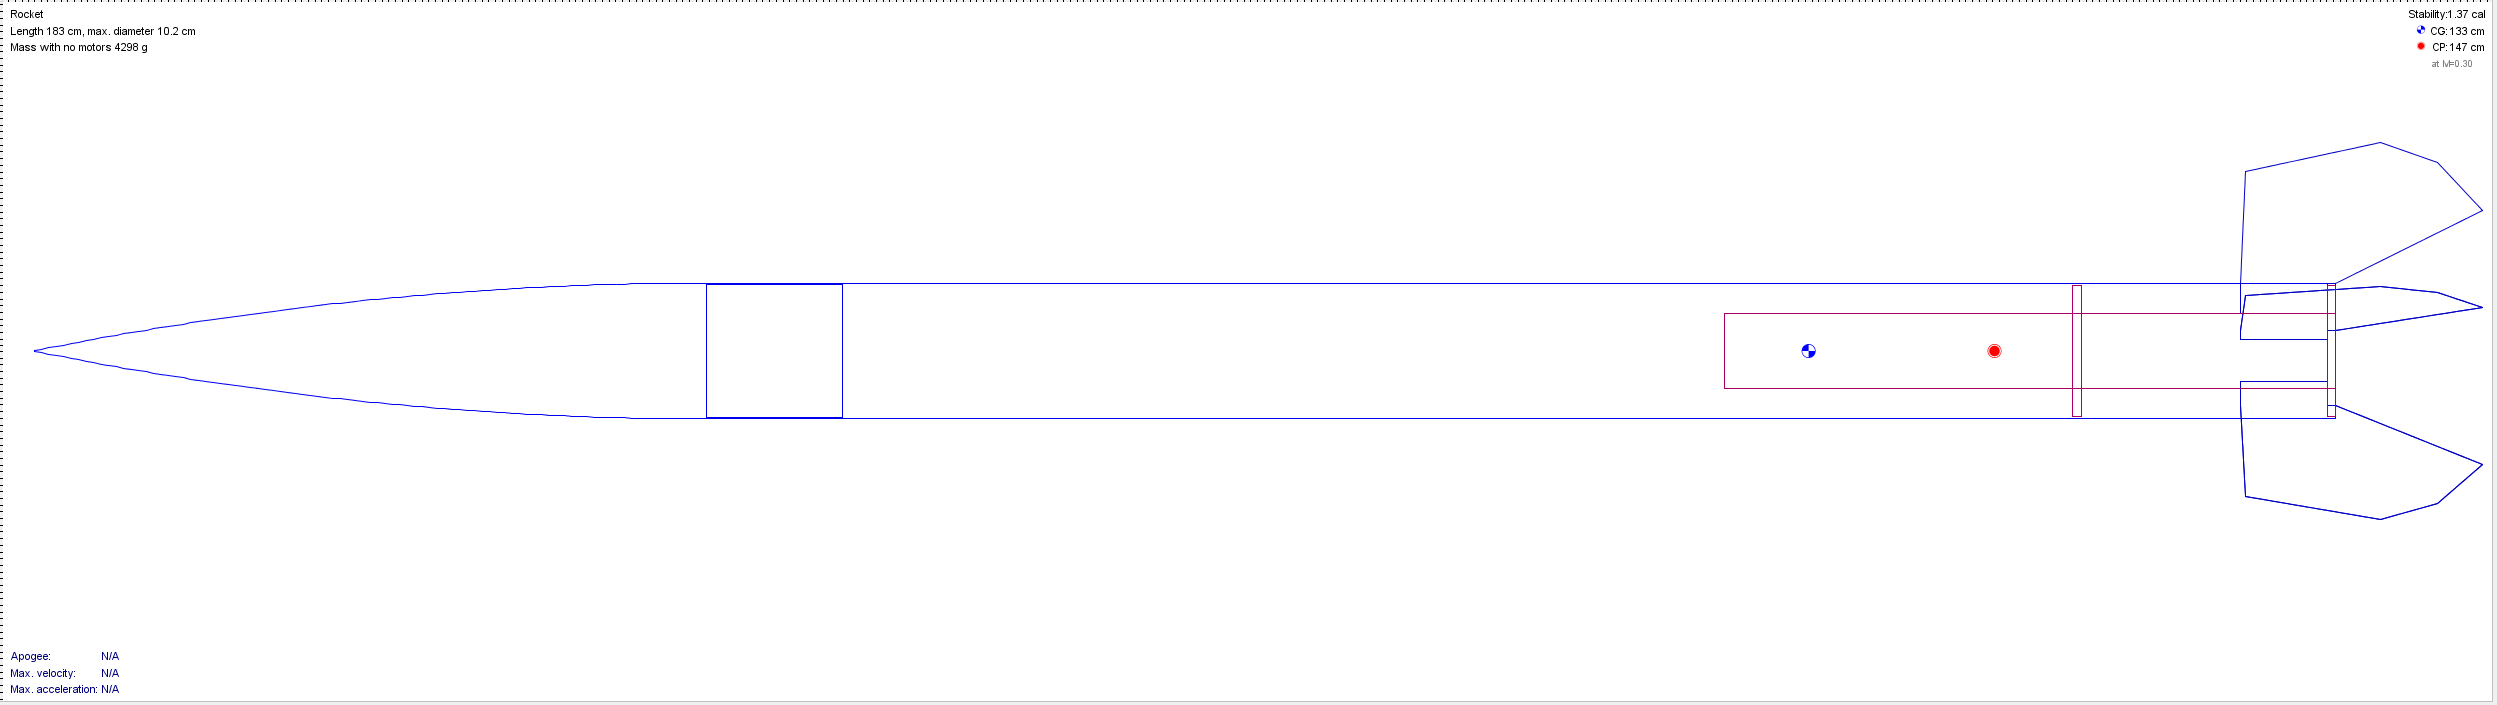 Rocket
Length 183 cm, max. diameter 10.2 cm
Mass with no motors 4298 g
Stability:1.37 cal
CG:133 cm
CP:147 cm
at M=0.30
Apogee: N/A
Max. velocity: N/A
Max. acceleration: N/A